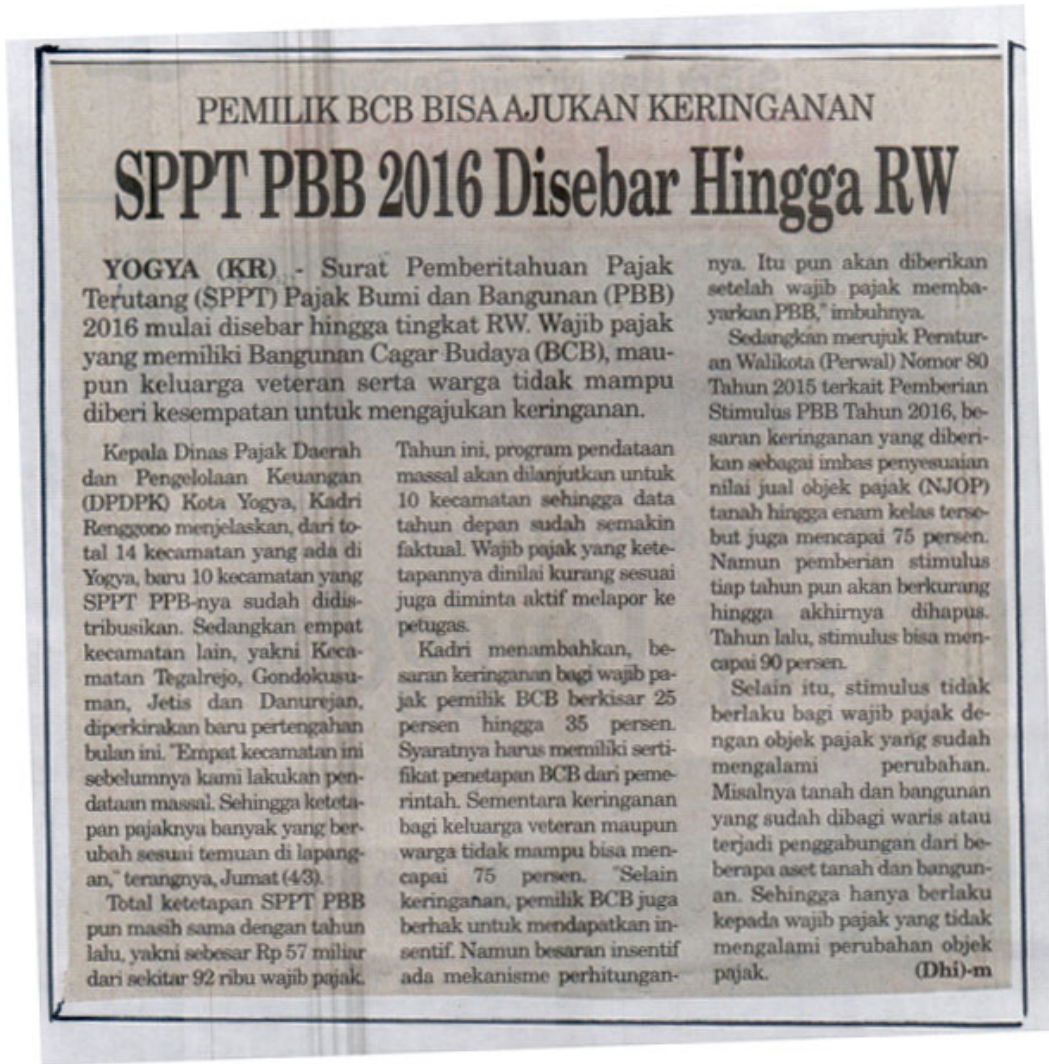 PEMILIK BCB BISA AJUKAN KERINGANAN
SPPT PBB 2016 Disebar Hingga RW
YOGYA (KR) - Surat Pemberitahuan Pajak
Terutang (SPPT) Pajak Bumi dan Bangunan (PBB)
2016 mulai disebar hingga tingkat RW. Wajib pajak
yang memiliki Bangunan Cagar Budaya (BCB), mau-
pun keluarga veteran serta warga tidak mampu
diberi kesempatan untuk mengajukan keringanan.
Kepala Dinas Pajak Daerah
dan Pengelolaan Keuangan
(DPDPK) Kota Yogya, Kadri
Renggono menjelaskan, dari to-
tal 14 kecamatan yang ada di
Yogya, baru 10 kecamatan yang
SPPT PPB-nya sudah didis-
tribusikan. Sedangkan empat
kecamatan lain, yakni Keca-
matan Tegalrejo, Gondokusu-
man, Jetis dan Danurejan,
diperkirakan baru pertengahan
bulan ini. "Empat kecamatan ini
sebelumnya kami lakukan pen-
dataan massal. Sehingga keteta-
pan pajaknya banyak yang ber-
ubah sesuai temuan di lapang-
an," terangnya, Jumat (4/3).
Total ketetapan SPPT PBB
pun masih sama dengan tahun
lalu, yakni sebesar Rp 57 miliar
dari sekitar 92 ribu wajib pajak.
Tahun ini, program pendataan
massal akan dilanjutkan untuk
10 kecamatan sehingga data
tahun depan sudah semakin
faktual. Wajib pajak yang kete-
tapannya dinilai kurang sesuai
juga diminta aktif melapor ke
petugas.
Kadri menambahkan, be-
saran keringanan bagi wajib pa-
jak pemilik BCB berkisar 25
persen hingga 35 persen.
Syaratnya harus memiliki serti-
fikat penetapan BCB dari peme-
rintah. Sementara keringanan
bagi keluarga veteran maupun
warga tidak mampu bisa men-
capai 75 persen. "Selain
keringanan, pemilik BCB juga
berhak untuk mendapatkan in-
sentif. Namun besaran insentif
ada mekanisme perhitungan-
nya. Itu pun akan diberikan
setelah wajib pajak memba-
yarkan PBB," imbuhnya.
Sedangkan merujuk Peratur-
an Walikota (Perwal) Nomor 80
Tahun 2015 terkait Pemberian
Stimulus PBB Tahun 2016, be-
saran keringanan yang diberi-
kan sebagai imbas penyesuaian
nilai jual objek pajak (NJOP)
tanah hingga enam kelas terse-
but juga mencapai 75 persen.
Namun pemberian stimulus
tiap tahun pun akan berkurang
hingga akhirnya dihapus.
Tahun lalu, stimulus bisa men-
capai 90 persen.
Selain itu, stimulus tidak
berlaku bagi wajib pajak de-
ngan objek pajak yang sudah
mengalami perubahan.
Misalnya tanah dan bangunan
yang sudah dibagi waris atau
terjadi penggabungan dari be-
berapa aset tanah dan bangun-
an. Sehingga hanya berlaku
kepada wajib pajak yang tidak
mengalami perubahan objek
pajak. (Dhi)-m